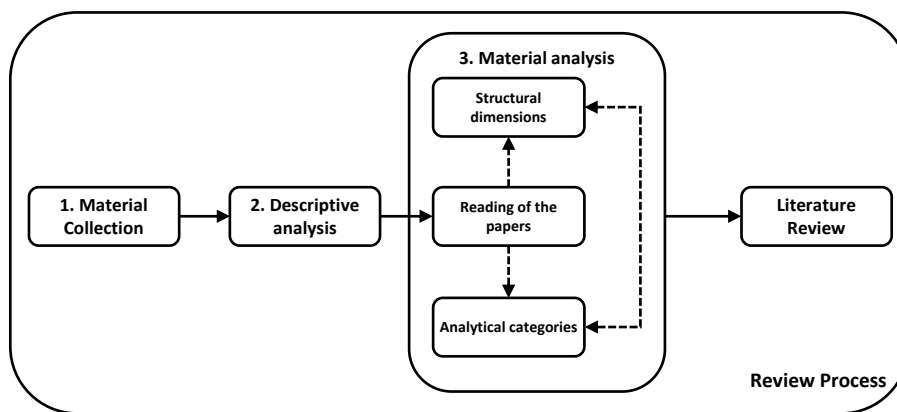 3. Material analysis
Structural
dimensions
1. Material
Collection
2. Descriptive
analysis
Reading of the
papers
Literature
Review
Analytical categories
Review Process